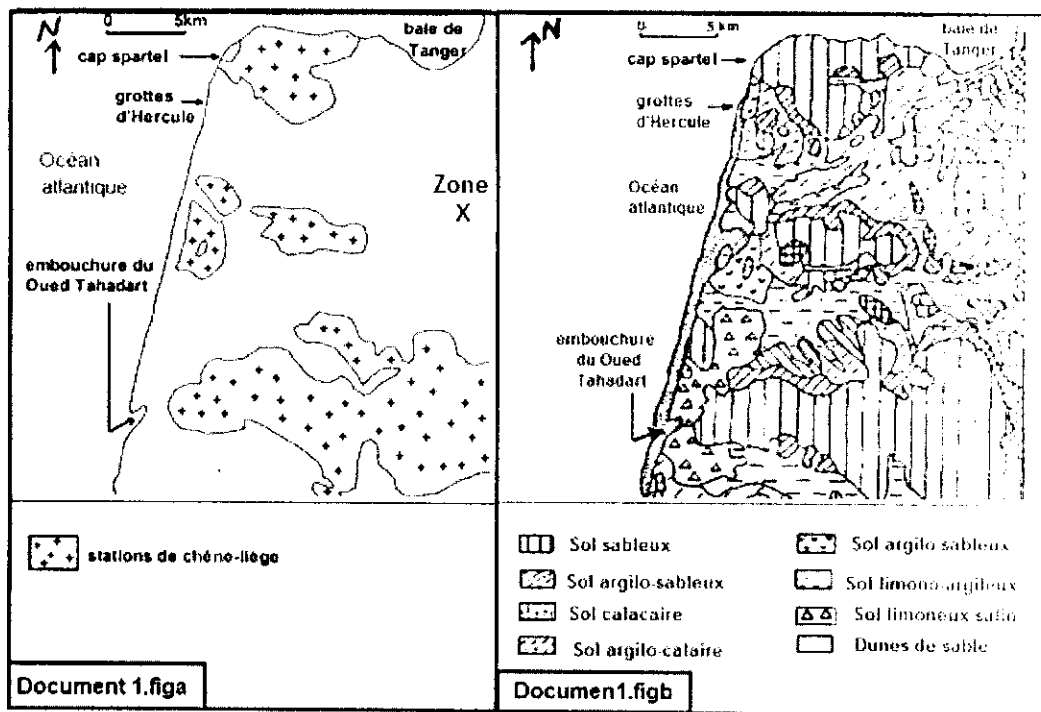 N
0 5km
baie de
Tanger
cap spartel
grottes
d'Hercule
Océan
atlantique
Zone
X
embouchure du
Oued Tahadart
stations de chêne-liège
Document 1.figa
N
0 5 km
baie de
Tanger
cap spartel
grottes
d'Hercule
Océan
atlantique
embouchure
du Oued
Tahadart
Sol sableux
Sol argilo-sableux
Sol calacaire
Sol argilo-calaire
Sol argilo sableux
Sol limono-argileux
Sol limoneux salin
Dunes de sable
Documen1.figb